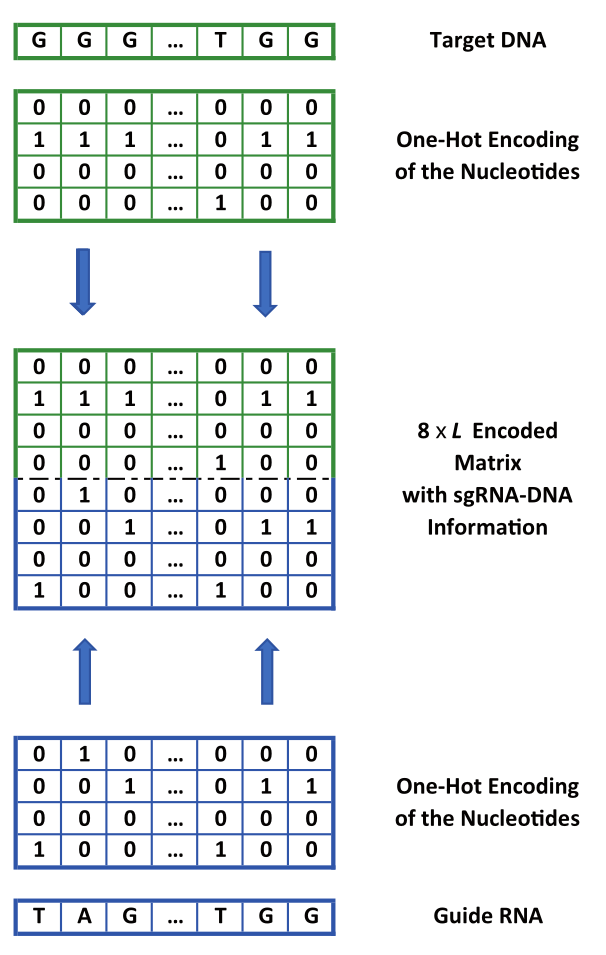 G G G ... T G G Target DNA
0 0 0 ... 0 0 0
1 1 1 ... 0 1 1 One-Hot Encoding
0 0 0 ... 0 0 0 of the Nucleotides
0 0 0 ... 1 0 0
0 0 0 ... 0 0 0
1 1 1 ... 0 1 1
0 0 0 ... 0 0 0 8 x L Encoded
0 0 0 ... 1 0 0 Matrix
0 1 0 ... 0 0 0 with sgRNA-DNA
0 0 1 ... 0 1 1 Information
0 0 0 ... 0 0 0
1 0 0 ... 1 0 0
0 1 0 ... 0 0 0
0 0 1 ... 0 1 1 One-Hot Encoding
0 0 0 ... 0 0 0 of the Nucleotides
1 0 0 ... 1 0 0
T A G ... T G G Guide RNA